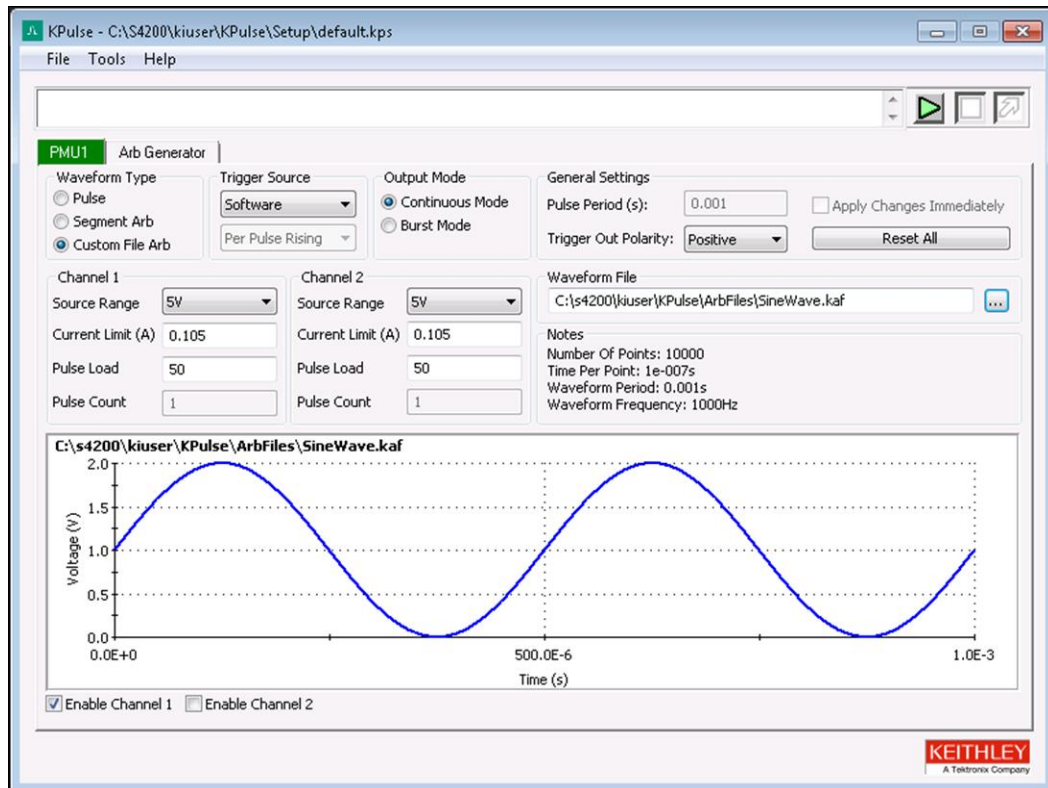 KPulse - C:\S4200\kiuser\KPulse\Setup\default.kps
File Tools Help
PMU1 Arb Generator
Waveform Type
Pulse
Segment Arb
Custom File Arb
Trigger Source
Software
Per Pulse Rising
Output Mode
Continuous Mode
Burst Mode
General Settings
Pulse Period (s): 0.001
Apply Changes Immediately
Trigger Out Polarity: Positive
Reset All
Channel 1
Source Range 5V
Current Limit (A) 0.105
Pulse Load 50
Pulse Count 1
Channel 2
Source Range 5V
Current Limit (A) 0.105
Pulse Load 50
Pulse Count 1
Waveform File
C:\s4200\kiuser\KPulse\ArbFiles\SineWave.kaf
...
Notes
Number Of Points: 10000
Time Per Point: 1e-007s
Waveform Period: 0.001s
Waveform Frequency: 1000Hz
C:\s4200\kiuser\KPulse\ArbFiles\SineWave.kaf
2.0
1.5
1.0
0.5
0.0
Voltage (V)
0.0E+0 500.0E-6 1.0E-3
Time (s)
Enable Channel 1 Enable Channel 2
KEITHLEY
A Tektronix Company